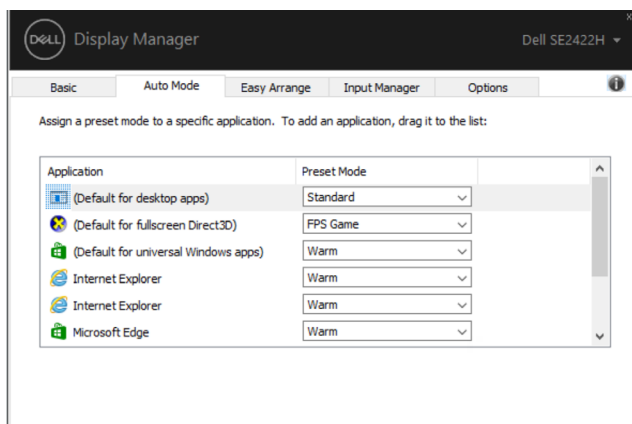 DELL Display Manager Dell SE2422H
Basic Auto Mode Easy Arrange Input Manager Options
Assign a preset mode to a specific application. To add an application, drag it to the list:
Application Preset Mode
(Default for desktop apps) Standard
(Default for fullscreen Direct3D) FPS Game
(Default for universal Windows apps) Warm
Internet Explorer Warm
Internet Explorer Warm
Microsoft Edge Warm